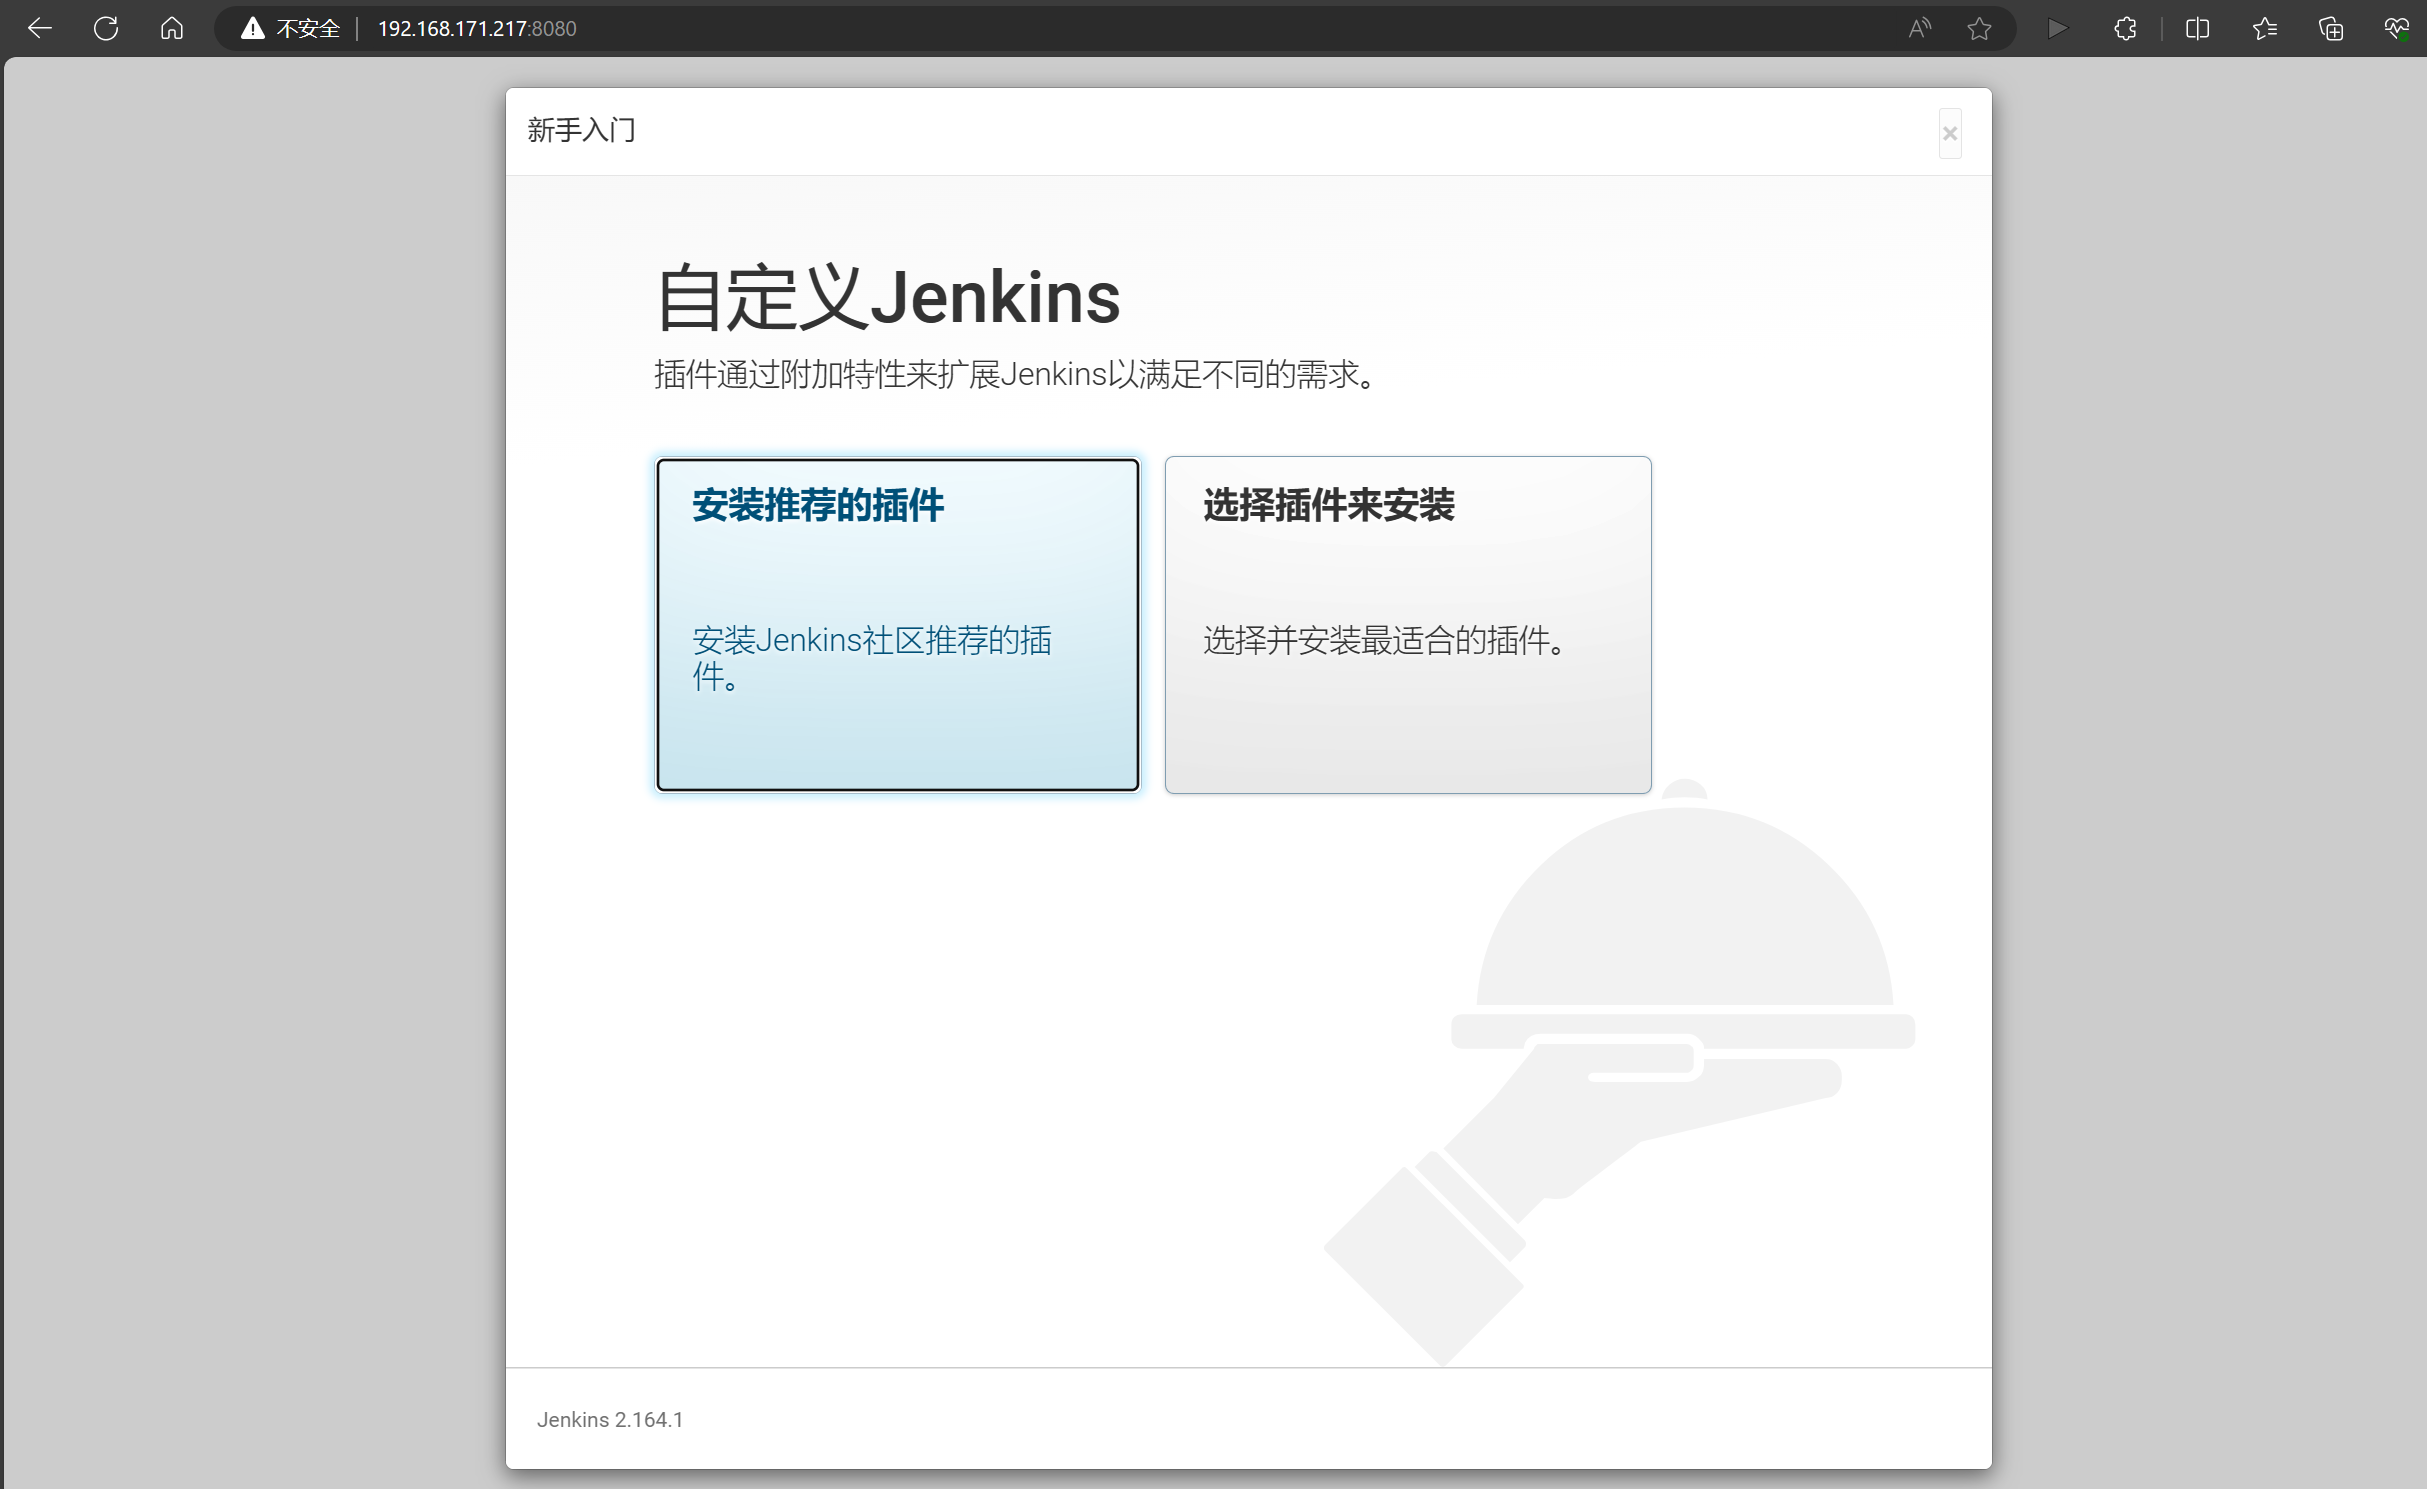 不安全 192.168.171.217:8080
新手入门
×
自定义Jenkins
插件通过附加特性来扩展Jenkins以满足不同的需求。
安装推荐的插件
安装Jenkins社区推荐的插
件。
选择插件来安装
选择并安装最适合的插件。
Jenkins 2.164.1